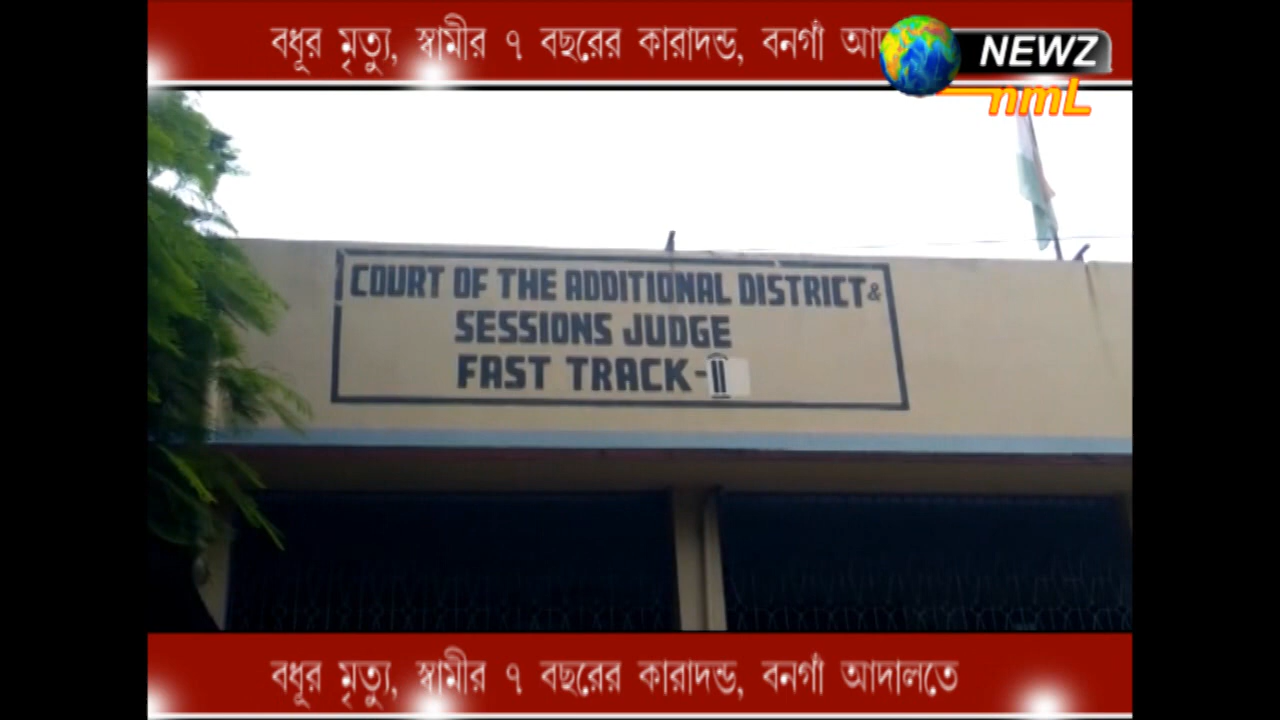 বধূর মৃত্যু, স্বামীর ৭ বছরের কারাদন্ড, বনগাঁ আদা
NEWZ
nmL
COURT OF THE ADDITIONAL DISTRICT &
SESSIONS JUDGE
FAST TRACK-II
বধূর মৃত্যু, স্বামীর ৭ বছরের কারাদন্ড, বনগাঁ আদালতে